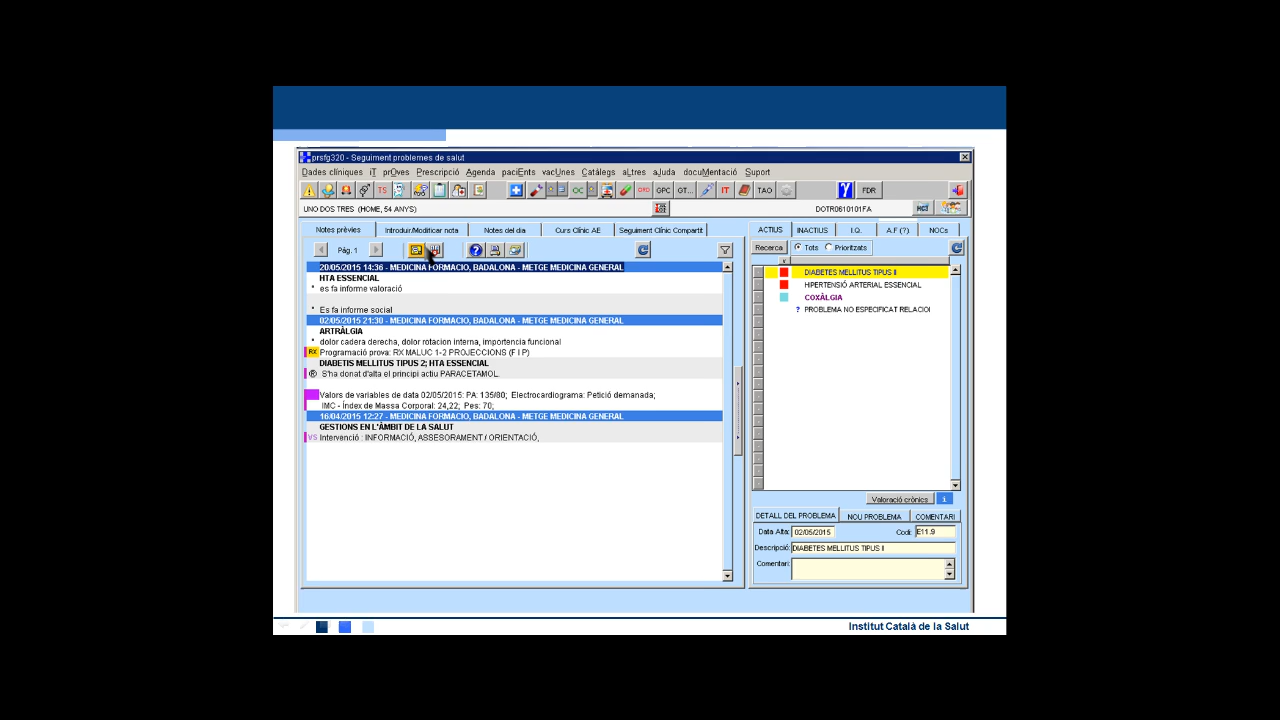 prsfg320 - Seguiment problemes de salut
Dades clíniques iT prOves Prescripció Agenda paciEnts vacUnes Catàlegs aLtres aJuda docuMentació Suport
TS OC ORD GPC GT... IT TAO γ FDR
UNO DOS TRES (HOME, 54 ANYS) DOTR0610101FA HC3
Notes prèvies Introduir/Modificar nota Notes del dia Curs Clínic AE Seguiment Clínic Compartit
Pàg. 1
20/05/2015 14:36 - MEDICINA FORMACIO, BADALONA - METGE MEDICINA GENERAL
HTA ESSENCIAL
* es fa informe valoració
* Es fa informe social
02/05/2015 21:30 - MEDICINA FORMACIO, BADALONA - METGE MEDICINA GENERAL
ARTRÀLGIA
* dolor cadera derecha, dolor rotacion interna, importencia funcional
RX Programació prova: RX MALUC 1-2 PROJECCIONS (F I P)
DIABETIS MELLITUS TIPUS 2; HTA ESSENCIAL
® S'ha donat d'alta el principi actiu PARACETAMOL.
Valors de variables de data 02/05/2015: PA: 135/80; Electrocardiograma: Petició demanada;
IMC - Índex de Massa Corporal: 24,22; Pes: 70;
16/04/2015 12:27 - MEDICINA FORMACIO, BADALONA - METGE MEDICINA GENERAL
GESTIONS EN L'ÀMBIT DE LA SALUT
VS Intervenció : INFORMACIÓ, ASSESORAMENT / ORIENTACIÓ,
ACTIUS INACTIUS I.Q. A.F (?) NOCs
Recerca Tots Prioritzats
DIABETES MELLITUS TIPUS II
HIPERTENSIÓ ARTERIAL ESSENCIAL
COXÀLGIA
? PROBLEMA NO ESPECIFICAT RELACIOI
Valoració crònics i
DETALL DEL PROBLEMA NOU PROBLEMA COMENTARI
Data Alta: 02/05/2015 Codi: E11.9
Descripció: DIABETES MELLITUS TIPUS II
Comentari:
Institut Català de la Salut